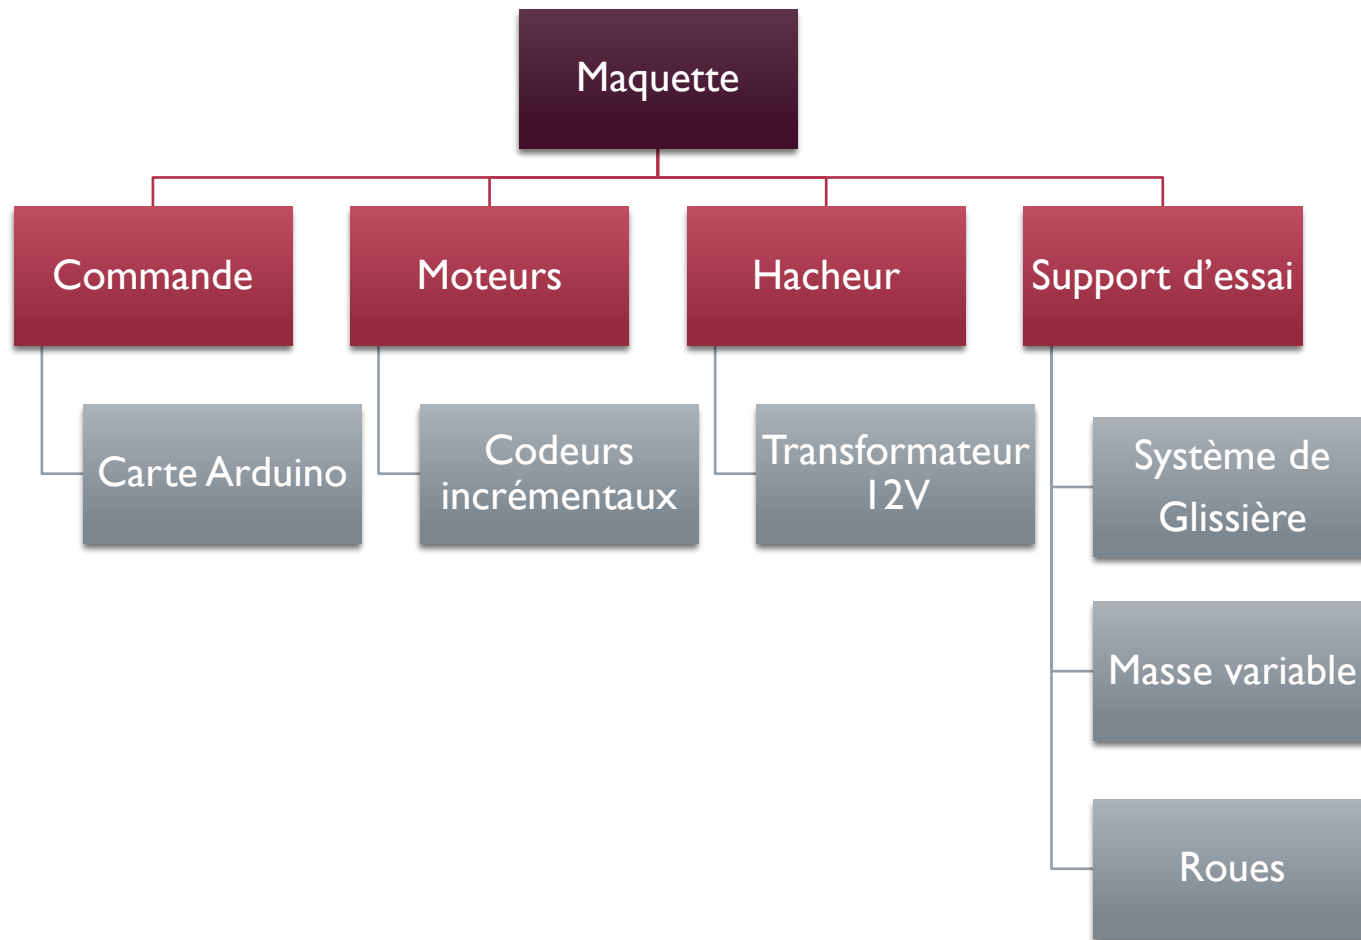 Maquette
Commande
Moteurs
Hacheur
Support d’essai
Carte Arduino
Codeurs
incrémentaux
Transformateur
12V
Système de
Glissière
Masse variable
Roues